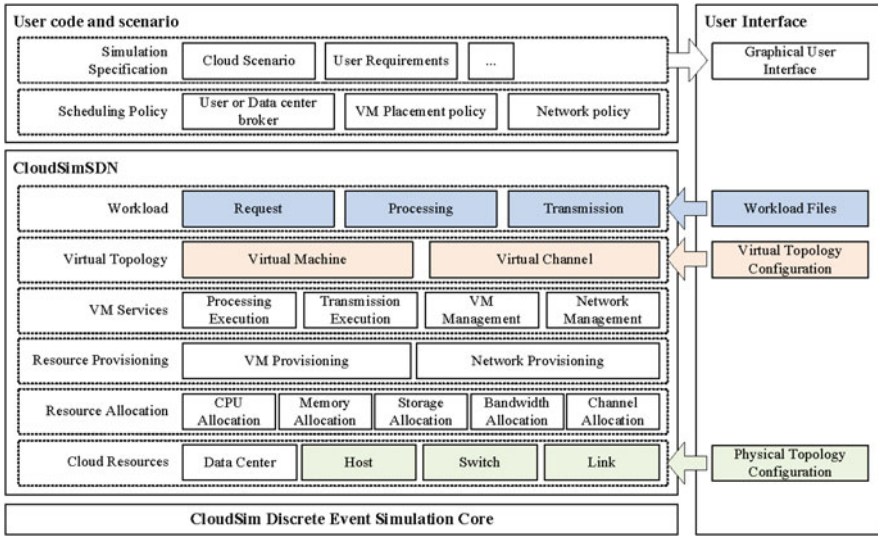 User code and scenario
User Interface
Simulation
Specification
Cloud Scenario
User Requirements
...
Graphical User
Interface
Scheduling Policy
User or Data center
broker
VM Placement policy
Network policy
CloudSimSDN
Workload
Request
Processing
Transmission
Workload Files
Virtual Topology
Virtual Machine
Virtual Channel
Virtual Topology
Configuration
VM Services
Processing
Execution
Transmission
Execution
VM
Management
Network
Management
Resource Provisioning
VM Provisioning
Network Provisioning
Resource Allocation
CPU
Allocation
Memory
Allocation
Storage
Allocation
Bandwidth
Allocation
Channel
Allocation
Cloud Resources
Data Center
Host
Switch
Link
Physical Topology
Configuration
CloudSim Discrete Event Simulation Core